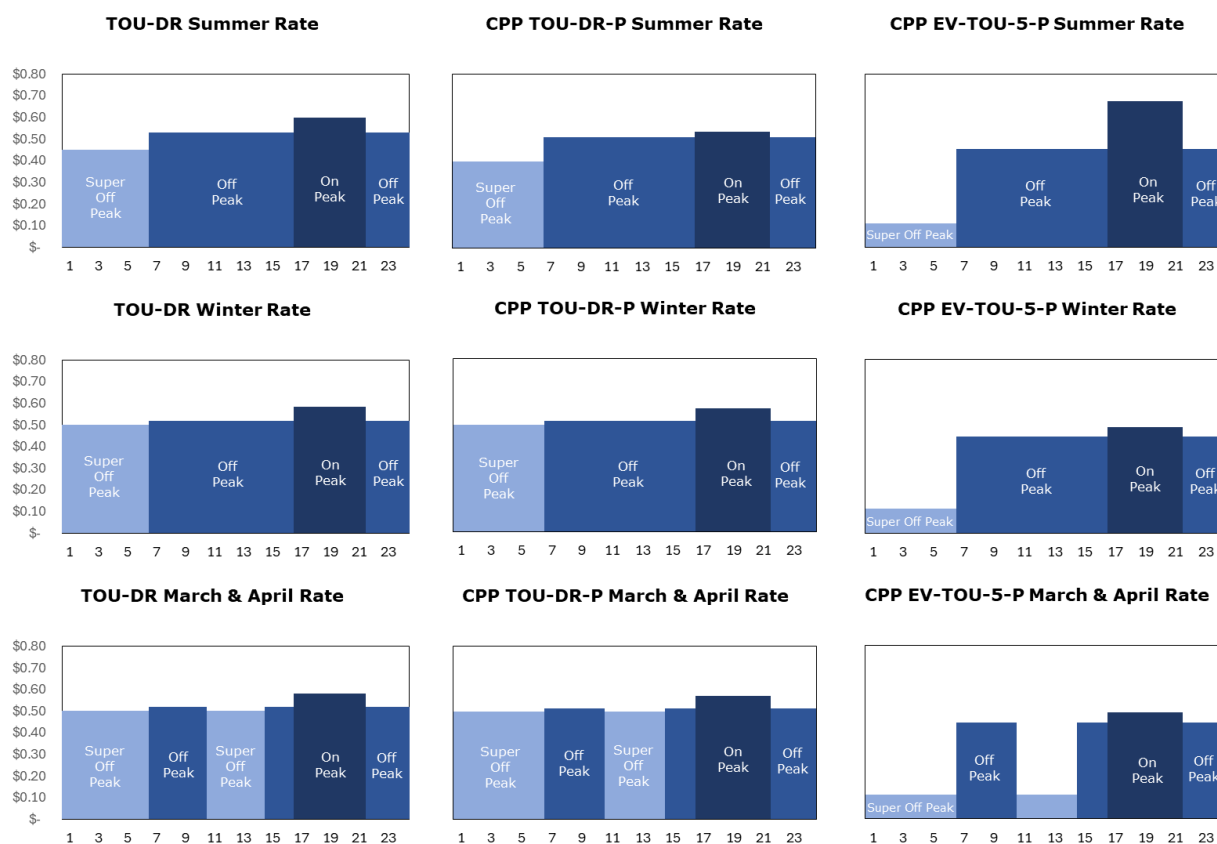 TOU-DR Summer Rate
$0.80
$0.70
$0.60
$0.50
$0.40
$0.30
$0.20
$0.10
$-
Super
Off
Peak
Off
Peak
On
Peak
Off
Peak
1 3 5 7 9 11 13 15 17 19 21 23
CPP TOU-DR-P Summer Rate
Super
Off
Peak
Off
Peak
On
Peak
Off
Peak
1 3 5 7 9 11 13 15 17 19 21 23
CPP EV-TOU-5-P Summer Rate
Super Off Peak
Off
Peak
On
Peak
Off
Peak
1 3 5 7 9 11 13 15 17 19 21 23
TOU-DR Winter Rate
$0.80
$0.70
$0.60
$0.50
$0.40
$0.30
$0.20
$0.10
$-
Super
Off
Peak
Off
Peak
On
Peak
Off
Peak
1 3 5 7 9 11 13 15 17 19 21 23
CPP TOU-DR-P Winter Rate
Super
Off
Peak
Off
Peak
On
Peak
Off
Peak
1 3 5 7 9 11 13 15 17 19 21 23
CPP EV-TOU-5-P Winter Rate
Super Off Peak
Off
Peak
On
Peak
Off
Peak
1 3 5 7 9 11 13 15 17 19 21 23
TOU-DR March & April Rate
$0.80
$0.70
$0.60
$0.50
$0.40
$0.30
$0.20
$0.10
$-
Super
Off
Peak
Off
Peak
Super
Off
Peak
On
Peak
Off
Peak
1 3 5 7 9 11 13 15 17 19 21 23
CPP TOU-DR-P March & April Rate
Super
Off
Peak
Off
Peak
Super
Off
Peak
On
Peak
Off
Peak
1 3 5 7 9 11 13 15 17 19 21 23
CPP EV-TOU-5-P March & April Rate
Super Off Peak
Off
Peak
On
Peak
Off
Peak
1 3 5 7 9 11 13 15 17 19 21 23